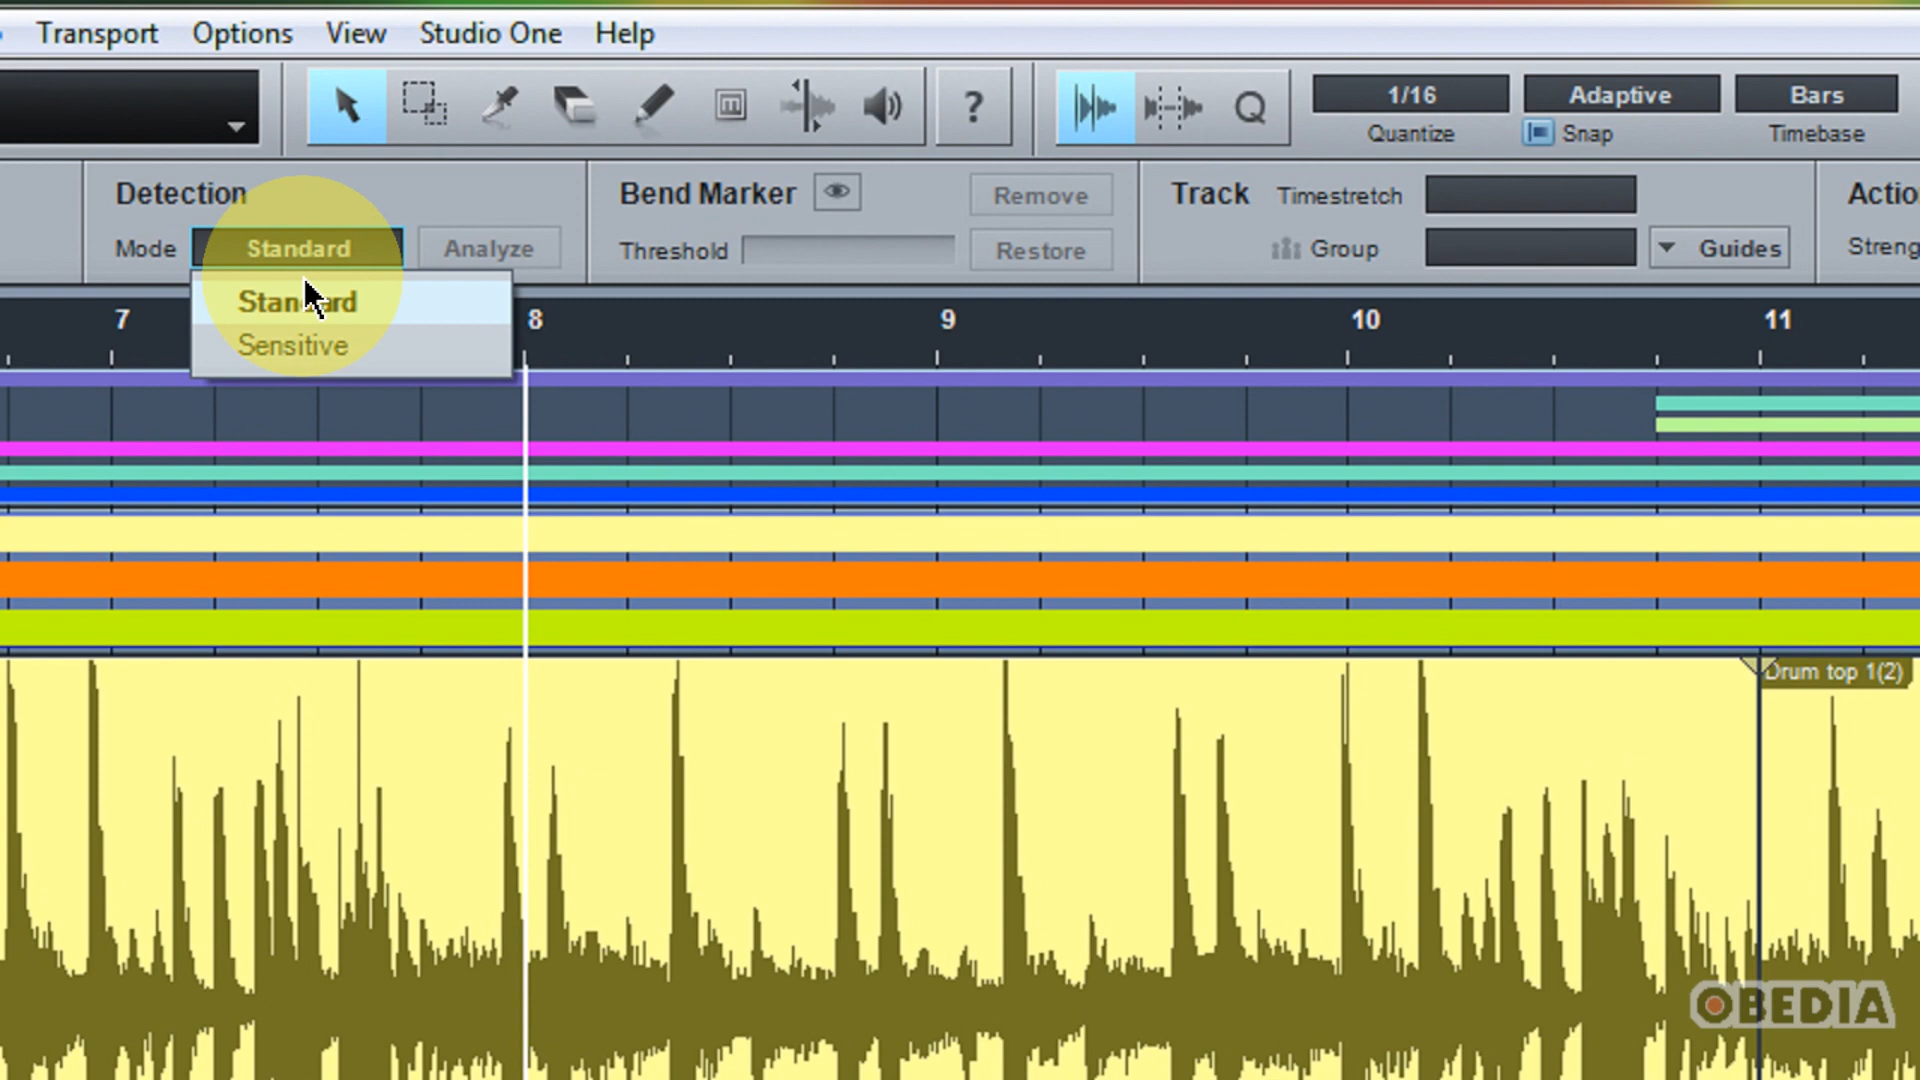 Transport Options View Studio One Help
? Q 1/16 Adaptive Bars
Quantize Snap Timebase
Detection Bend Marker Remove Track Timestretch Actio
Mode Standard Analyze Threshold Restore Group Guides Streng
Standard
Sensitive
7 8 9 10 11
Drum top 1(2)
OBEDIA